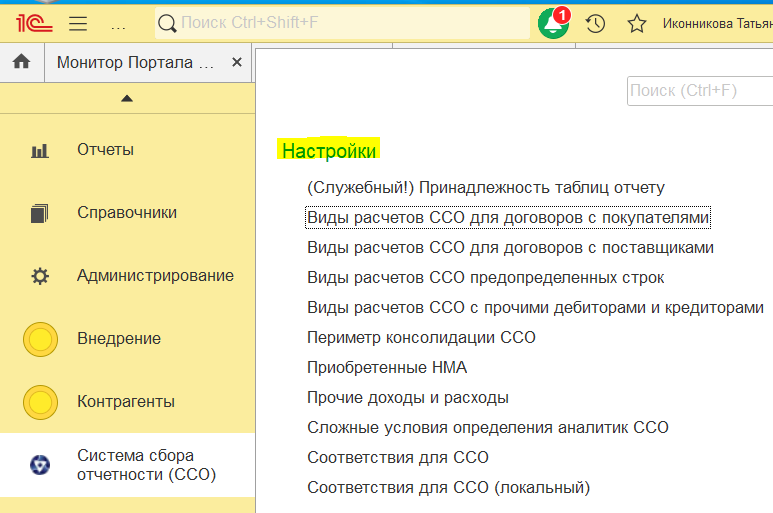 1С ... Поиск Ctrl+Shift+F 1 Иконникова Татьян
Монитор Портала ... ×
Поиск (Ctrl+F)
Отчеты
Справочники
Администрирование
Внедрение
Контрагенты
Система сбора
отчетности (ССО)
Настройки
(Служебный!) Принадлежность таблиц отчету
Виды расчетов ССО для договоров с покупателями
Виды расчетов ССО для договоров с поставщиками
Виды расчетов ССО предопределенных строк
Виды расчетов ССО с прочими дебиторами и кредиторами
Периметр консолидации ССО
Приобретенные НМА
Прочие доходы и расходы
Сложные условия определения аналитик ССО
Соответствия для ССО
Соответствия для ССО (локальный)